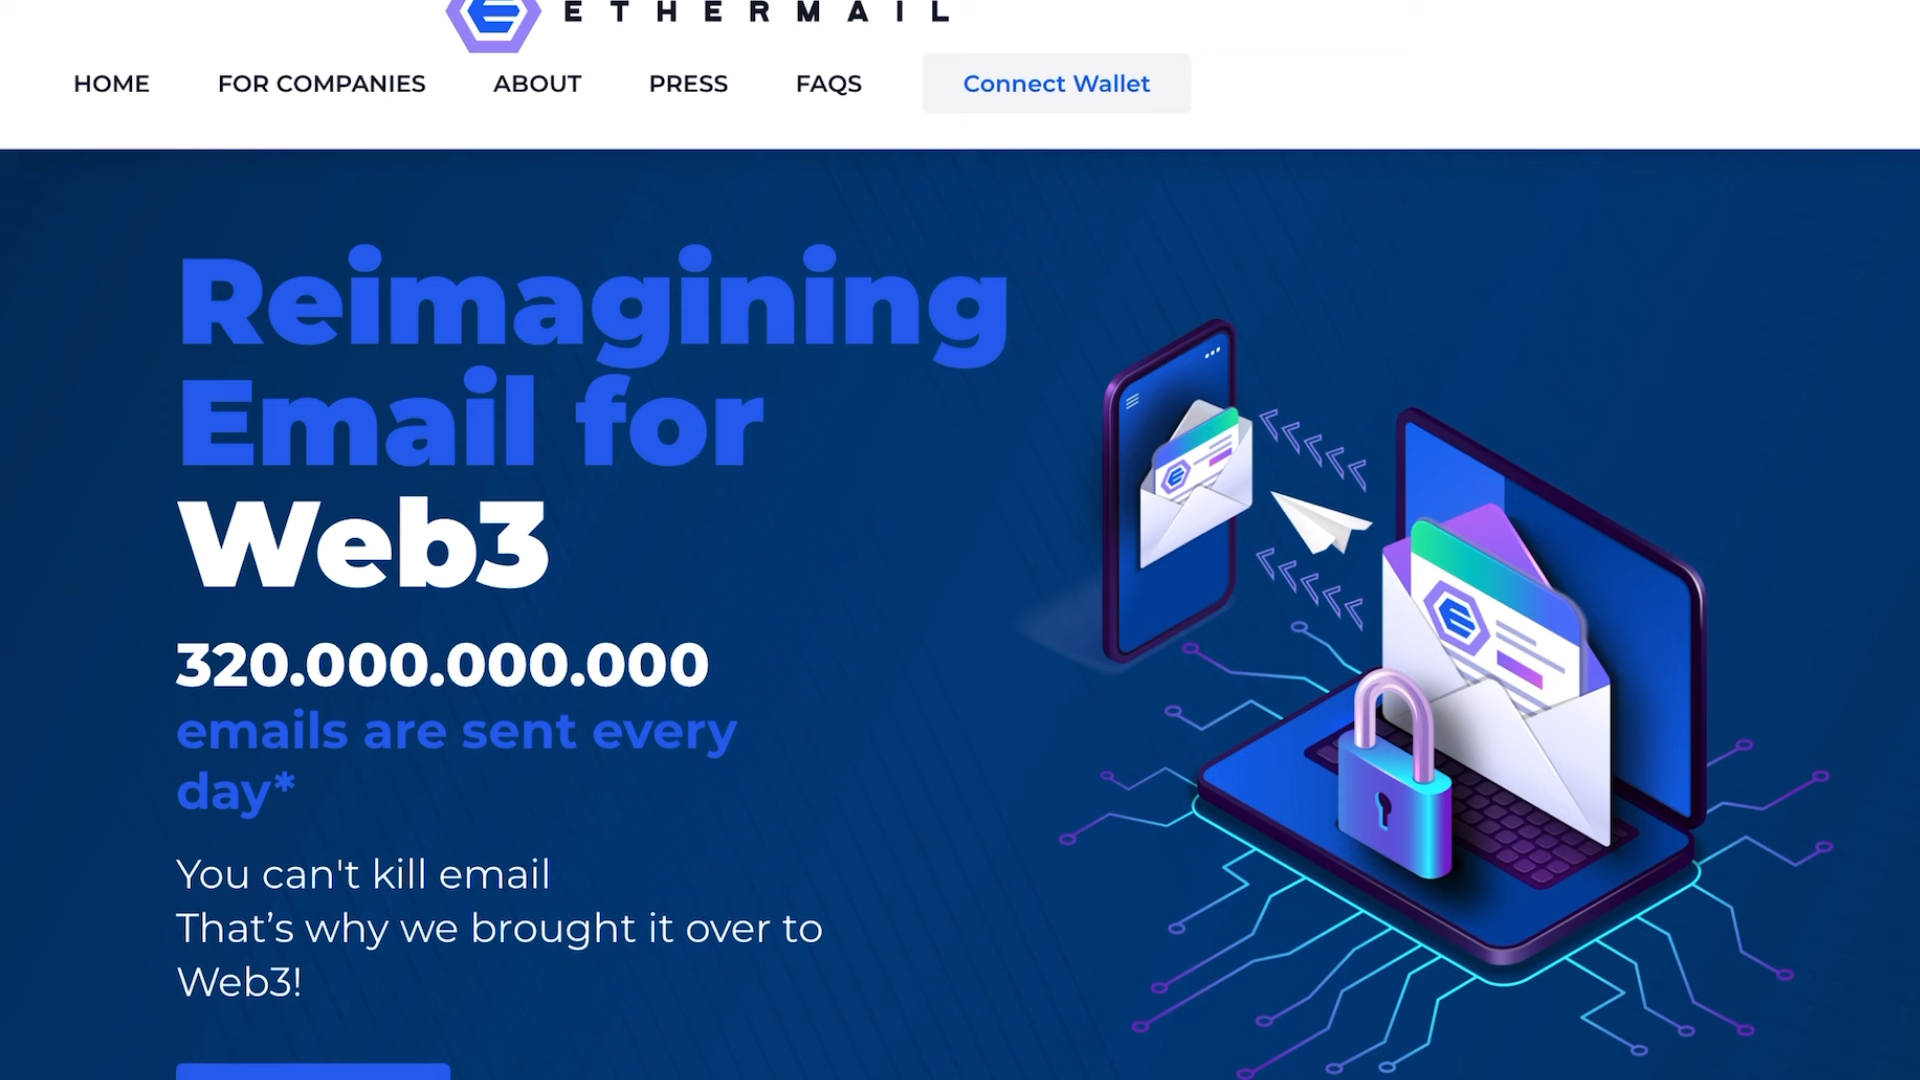 ETHERMAIL
HOME FOR COMPANIES ABOUT PRESS FAQS Connect Wallet
Reimagining
Email for
Web3
320.000.000.000
emails are sent every
day*
You can't kill email
That’s why we brought it over to
Web3!